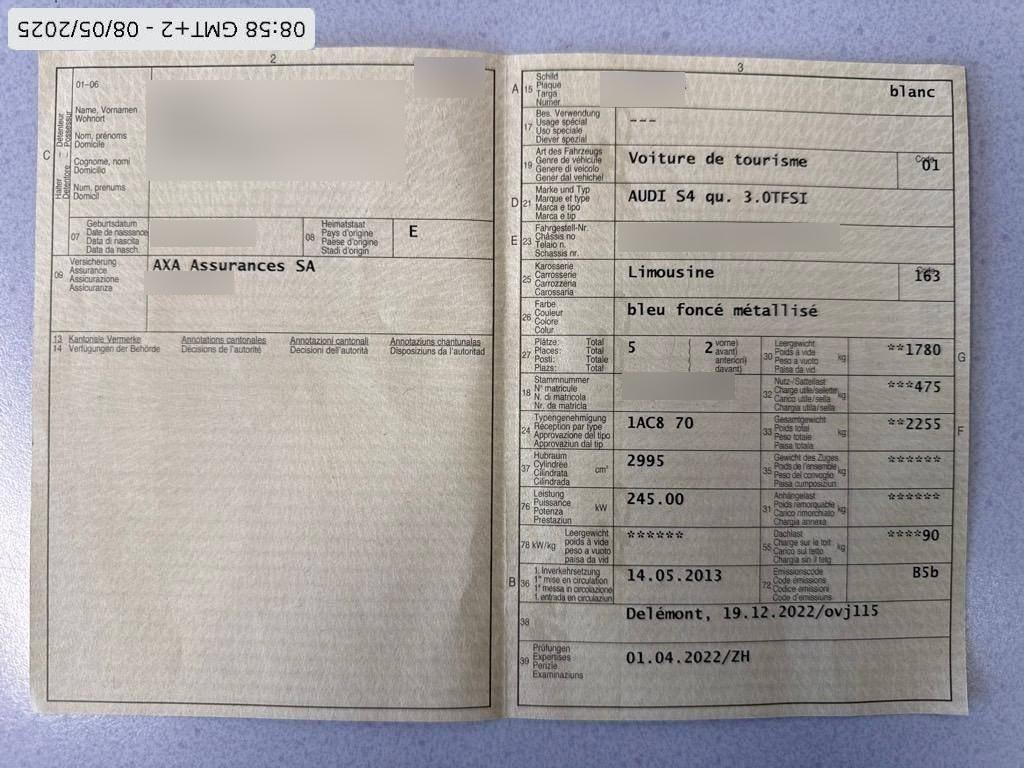 08:58 GMT+2 - 08/05/2025
2
01-06
C
Halter – Détenteur
Detentore – Possessur
Name, Vornamen
Wohnort
Nom, prénoms
Domicile
Cognome, nomi
Domicilio
Num, prenums
Domicil
07
Geburtsdatum
Date de naissance
Data di nascita
Data da nasch.
08
Heimatstaat
Pays d'origine
Paese d'origine
Stadi d'origin
E
09
Versicherung
Assurance
Assicurazione
Assicuranza
AXA Assurances SA
13 Kantonale Vermerke Annotations cantonales Annotazioni cantonali Annotaziuns chantunalas
14 Verfügungen der Behörde Décisions de l'autorité Decisioni dell'autorità Disposiziuns da l'autoritad
3
A 15
Schild
Plaque
Targa
Numer
blanc
17
Bes. Verwendung
Usage spécial
Uso speciale
Diever spezial
---
19
Art des Fahrzeugs
Genre de véhicule
Genere di veicolo
Gener dal vehichel
Voiture de tourisme
Code
01
D 21
Marke und Typ
Marque et type
Marca e tipo
Marca e tip
AUDI S4 qu. 3.0TFSI
E 23
Fahrgestell-Nr.
Châssis no
Telaio n.
Schassis nr.
25
Karosserie
Carrosserie
Carrozzeria
Carossaria
Limousine
Code
163
26
Farbe
Couleur
Colore
Colur
bleu foncé métallisé
27
Plätze: Total
Places: Total
Posti: Totale
Plazs: Total
5
2
vorne)
avant)
anteriori)
davant)
30
Leergewicht
Poids à vide
Peso a vuoto
Paisa da vid
kg
**1780
G
18
Stammnummer
N° matricule
N. di matricola
Nr. da matricla
32
Nutz-/Sattellast
Charge utile/sellette
Carico utile/sella
Chargia utila/sella
kg
***475
24
Typengenehmigung
Réception par type
Approvazione del tipo
Approvaziun dal tip
1AC8 70
33
Gesamtgewicht
Poids total
Peso totale
Paisa totala
kg
**2255
F
37
Hubraum
Cylindrée
Cilindrata
Cilindrada
cm³
2995
35
Gewicht des Zuges
Poids de l'ensemble
Peso del convoglio
Paisa cumposiziun
kg
******
76
Leistung
Puissance
Potenza
Prestaziun
kW
245.00
31
Anhängelast
Poids remorquable
Carico rimorchiato
Chargia annexa
kg
******
78 kW/kg
Leergewicht
poids à vide
peso a vuoto
paisa da vid
******
55
Dachlast
Charge sur le toit
Carico sul tetto
Chargia sin il tetg
kg
****90
B 36
1. Inverkehrsetzung
1re mise en circulation
1a messa in circolazione
1. entrada en circulaziun
14.05.2013
72
Emissionscode
Code émissions
Codice emissioni
Code d'emissiuns
B5b
38
Delémont, 19.12.2022/ovj115
39
Prüfungen
Expertises
Perizie
Examinaziuns
01.04.2022/ZH